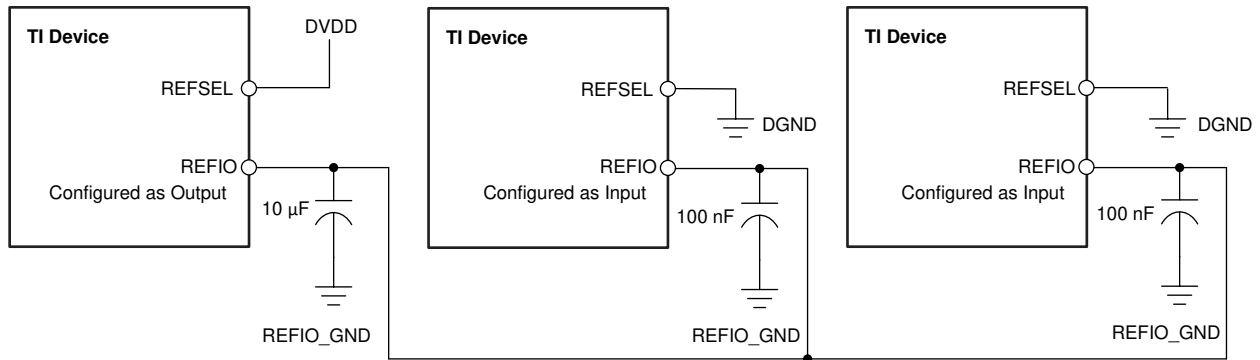 TI Device
DVDD
REFSEL
REFIO
Configured as Output
10 µF
REFIO_GND
TI Device
REFSEL
DGND
REFIO
Configured as Input
100 nF
REFIO_GND
TI Device
REFSEL
DGND
REFIO
Configured as Input
100 nF
REFIO_GND